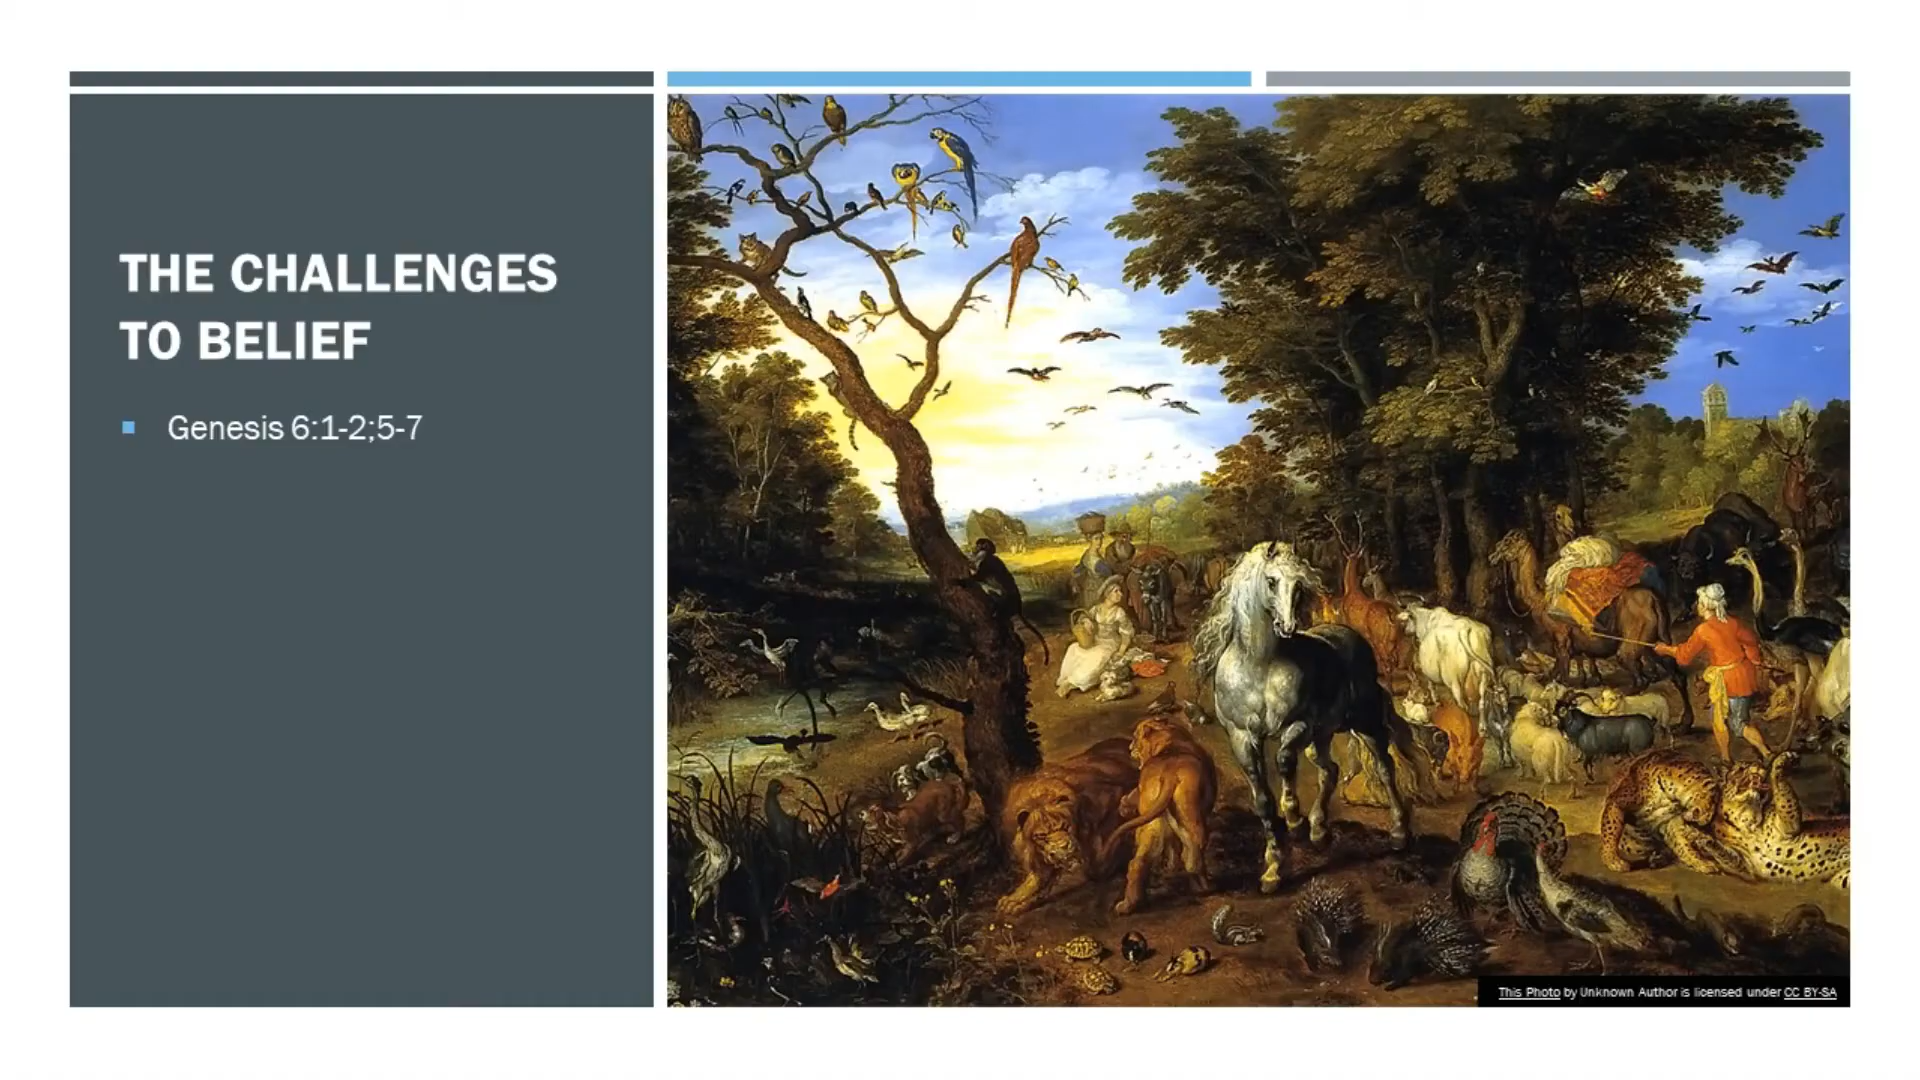 THE CHALLENGES
TO BELIEF
Genesis 6:1-2;5-7
This Photo by Unknown Author is licensed under CC BY-SA